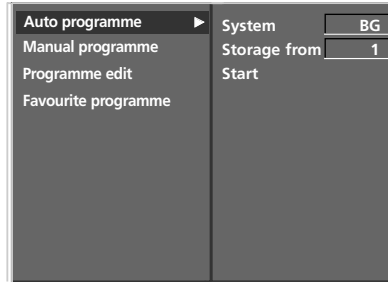 Auto programme
Manual programme
Programme edit
Favourite programme
System BG
Storage from 1
Start